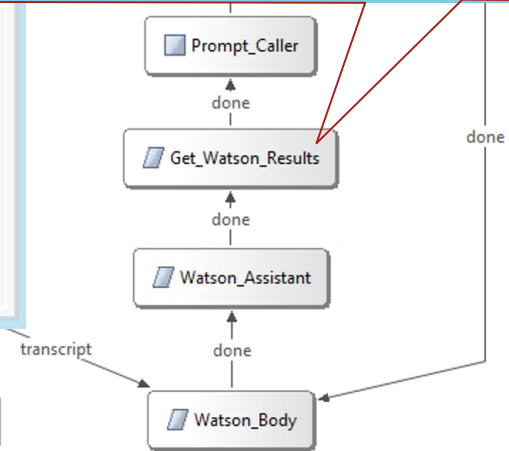 Prompt_Caller
done
done
Get_Watson_Results
done
Watson_Assistant
transcript
done
Watson_Body